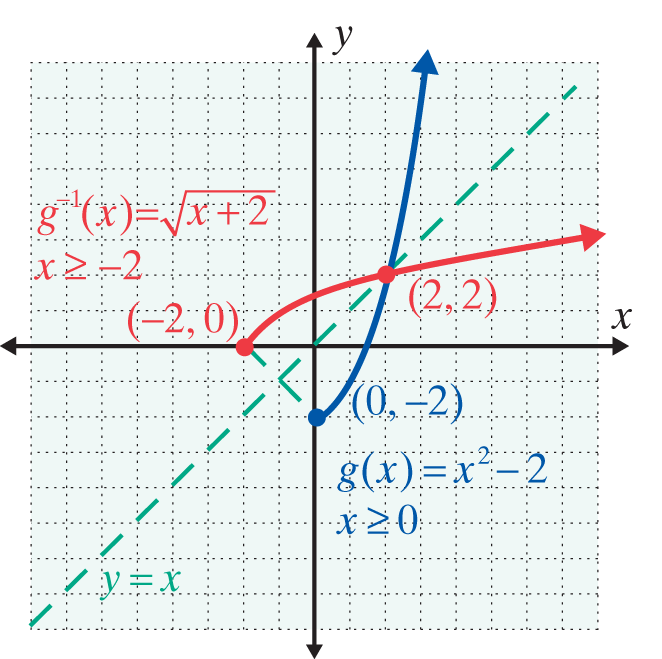 y
g⁻¹(x)=√(x+2)
x ≥ −2
(−2, 0)
(2, 2)
x
(0, −2)
g(x) = x² − 2
x ≥ 0
y = x